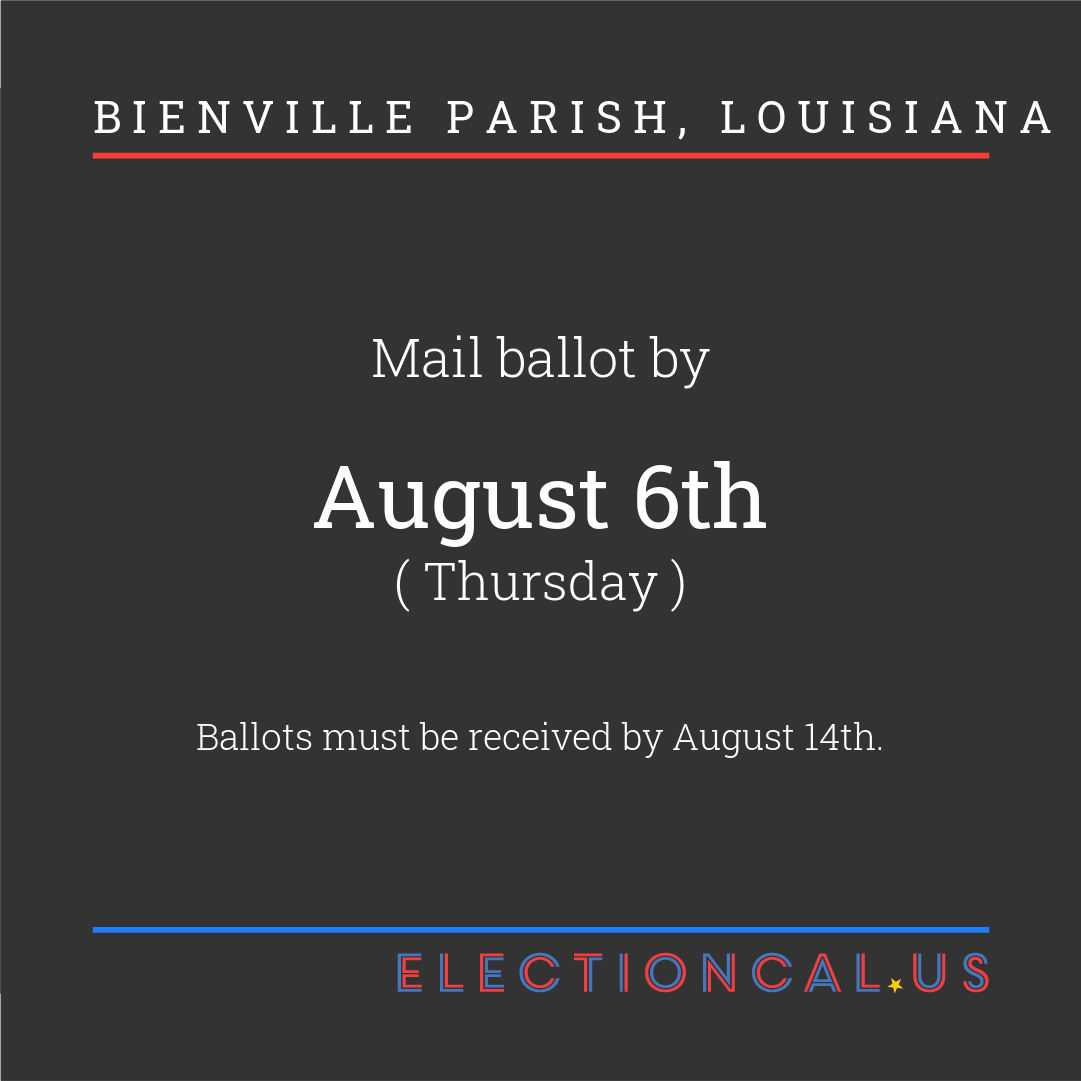 BIENVILLE PARISH, LOUISIANA
Mail ballot by
August 6th
( Thursday )
Ballots must be received by August 14th.
ELECTIONCAL.US